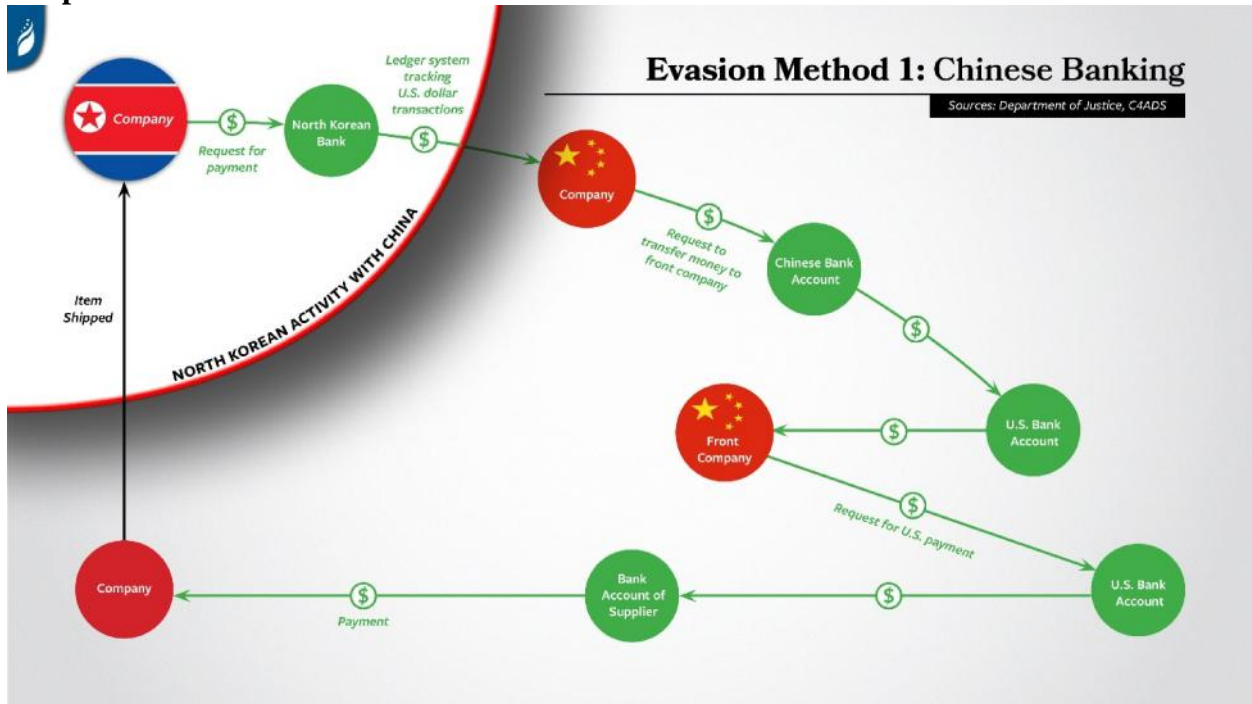 Evasion Method 1: Chinese Banking
Sources: Department of Justice, C4ADS
Company
$
Request for
payment
North Korean
Bank
Ledger system
tracking
U.S. dollar
transactions
$
NORTH KOREAN ACTIVITY WITH CHINA
Company
$
Request to
transfer money to
front company
Chinese Bank
Account
$
U.S. Bank
Account
$
Front
Company
$
Request for U.S. payment
U.S. Bank
Account
$
Bank
Account of
Supplier
$
Payment
Company
Item
Shipped